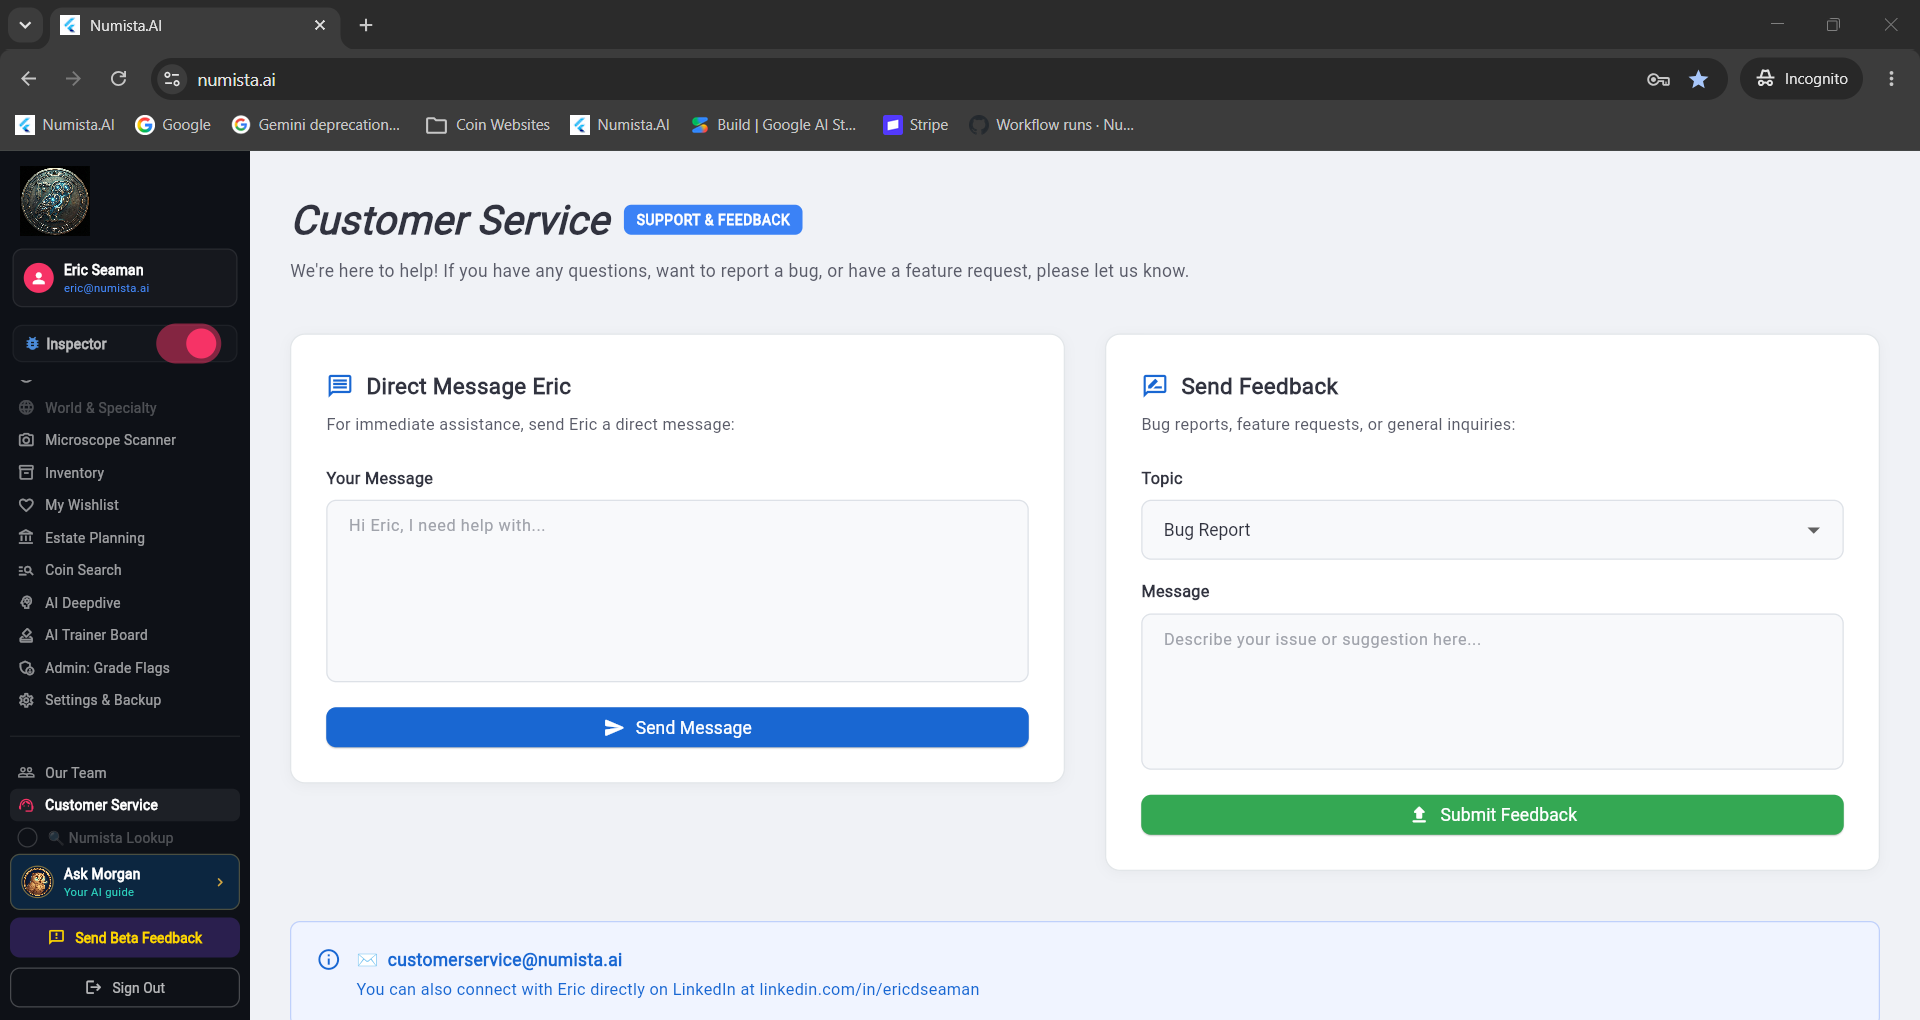 Numista.AI
numista.ai
Incognito
Numista.AI
Google
Gemini deprecation...
Coin Websites
Numista.AI
Build | Google AI St...
Stripe
Workflow runs · Nu...
Eric Seaman
eric@numista.ai
Inspector
World & Specialty
Microscope Scanner
Inventory
My Wishlist
Estate Planning
Coin Search
AI Deepdive
AI Trainer Board
Admin: Grade Flags
Settings & Backup
Our Team
Customer Service
Numista Lookup
Ask Morgan
Your AI guide
Send Beta Feedback
Sign Out
Customer Service
SUPPORT & FEEDBACK
We're here to help! If you have any questions, want to report a bug, or have a feature request, please let us know.
Direct Message Eric
For immediate assistance, send Eric a direct message:
Your Message
Hi Eric, I need help with...
Send Message
Send Feedback
Bug reports, feature requests, or general inquiries:
Topic
Bug Report
Message
Describe your issue or suggestion here...
Submit Feedback
customerservice@numista.ai
You can also connect with Eric directly on LinkedIn at linkedin.com/in/ericdseaman